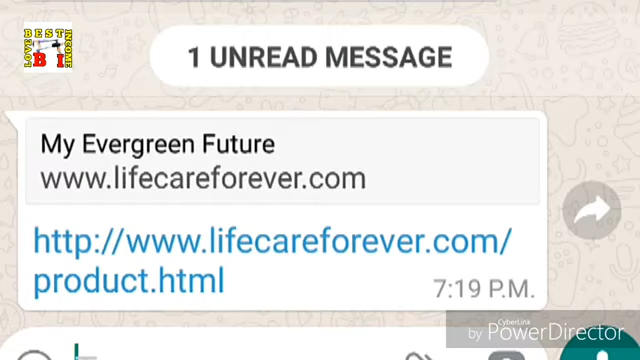 BEST
LOVE
INCOME
B I
1 UNREAD MESSAGE
My Evergreen Future
www.lifecareforever.com
http://www.lifecareforever.com/
product.html
7:19 P.M.
CyberLink
by PowerDirector